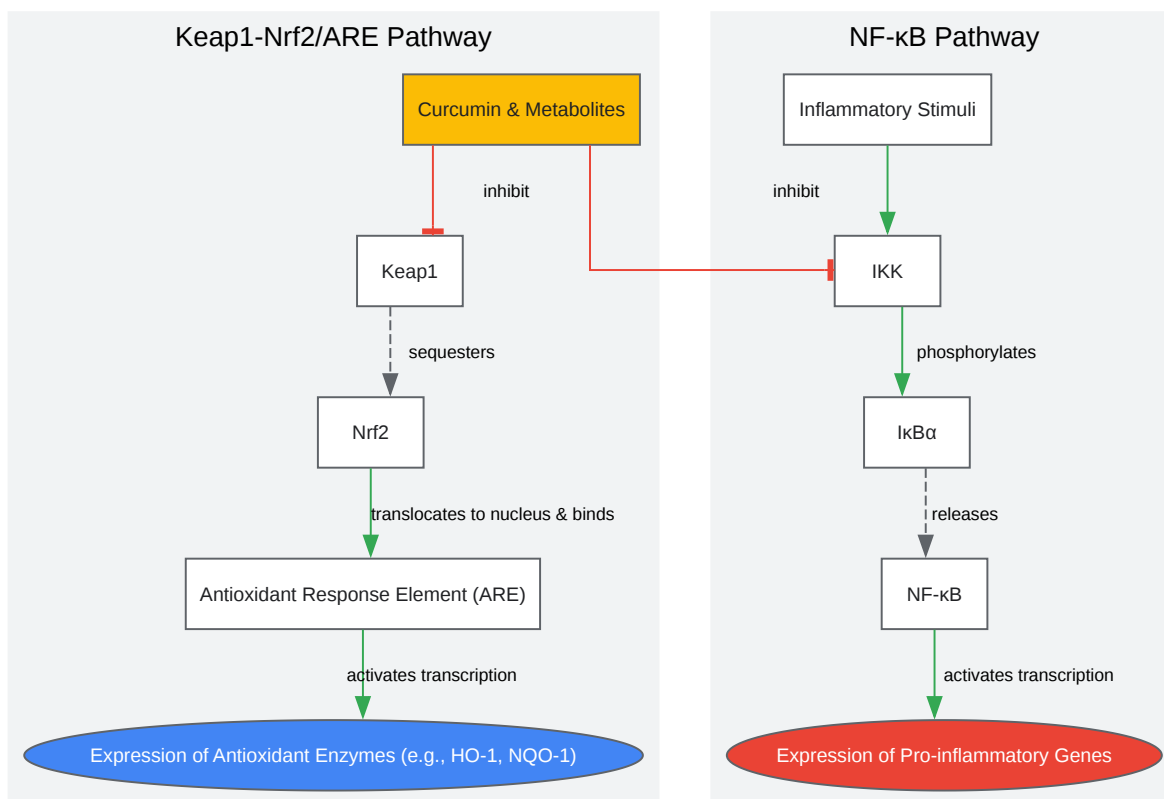 Keap1-Nrf2/ARE Pathway
Curcumin & Metabolites
inhibit
Keap1
sequesters
Nrf2
translocates to nucleus & binds
Antioxidant Response Element (ARE)
activates transcription
Expression of Antioxidant Enzymes (e.g., HO-1, NQO-1)
NF-κB Pathway
Inflammatory Stimuli
inhibit
IKK
phosphorylates
IκBα
releases
NF-κB
activates transcription
Expression of Pro-inflammatory Genes